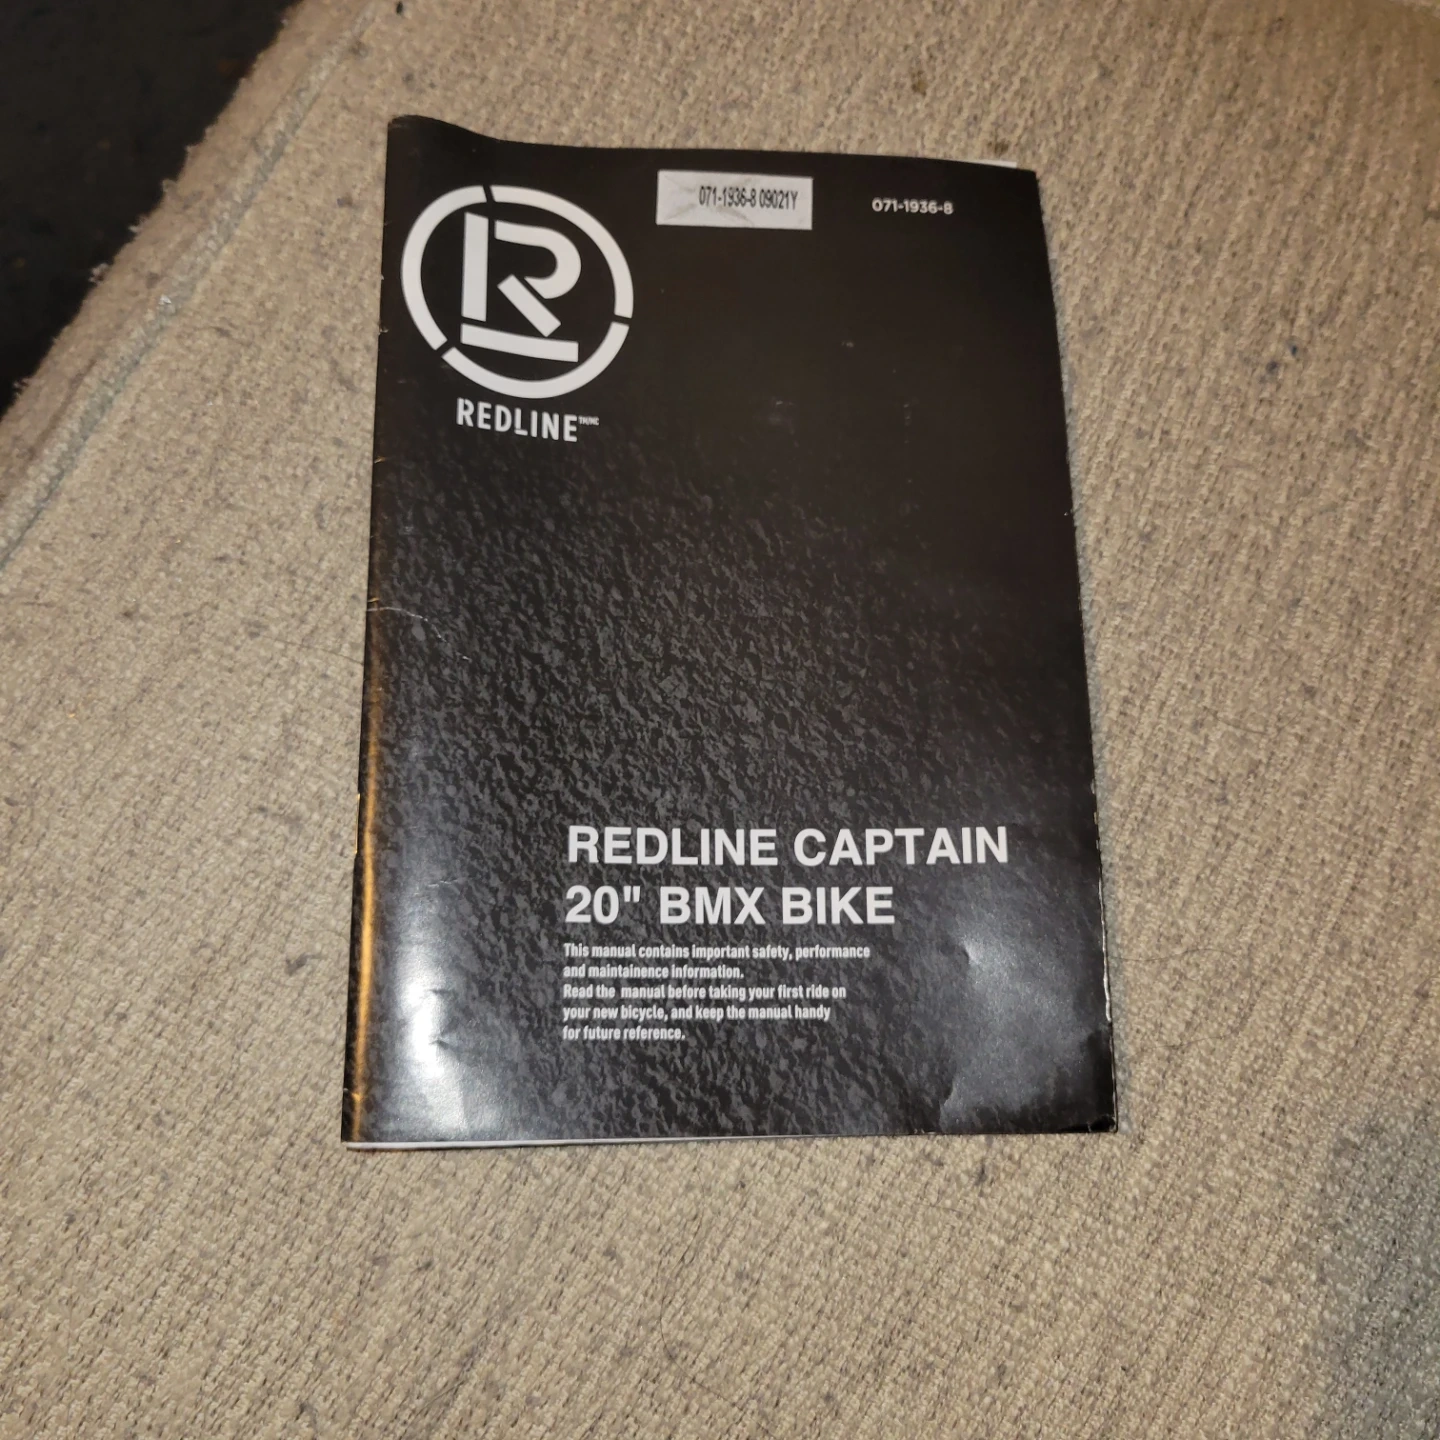 071-1936-8 09021Y
071-1936-8
R
REDLINE™/MC
REDLINE CAPTAIN
20" BMX BIKE
This manual contains important safety, performance
and maintainence information.
Read the manual before taking your first ride on
your new bicycle, and keep the manual handy
for future reference.